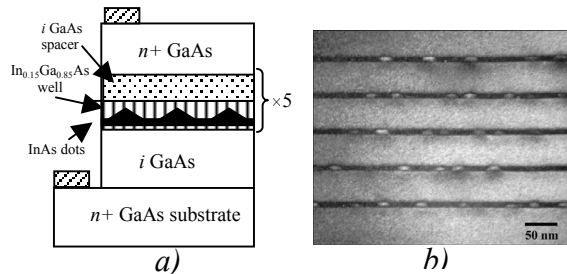 i GaAs
spacer
n+ GaAs
In0.15Ga0.85As
well
×5
InAs dots
i GaAs
n+ GaAs substrate
50 nm
a)
b)